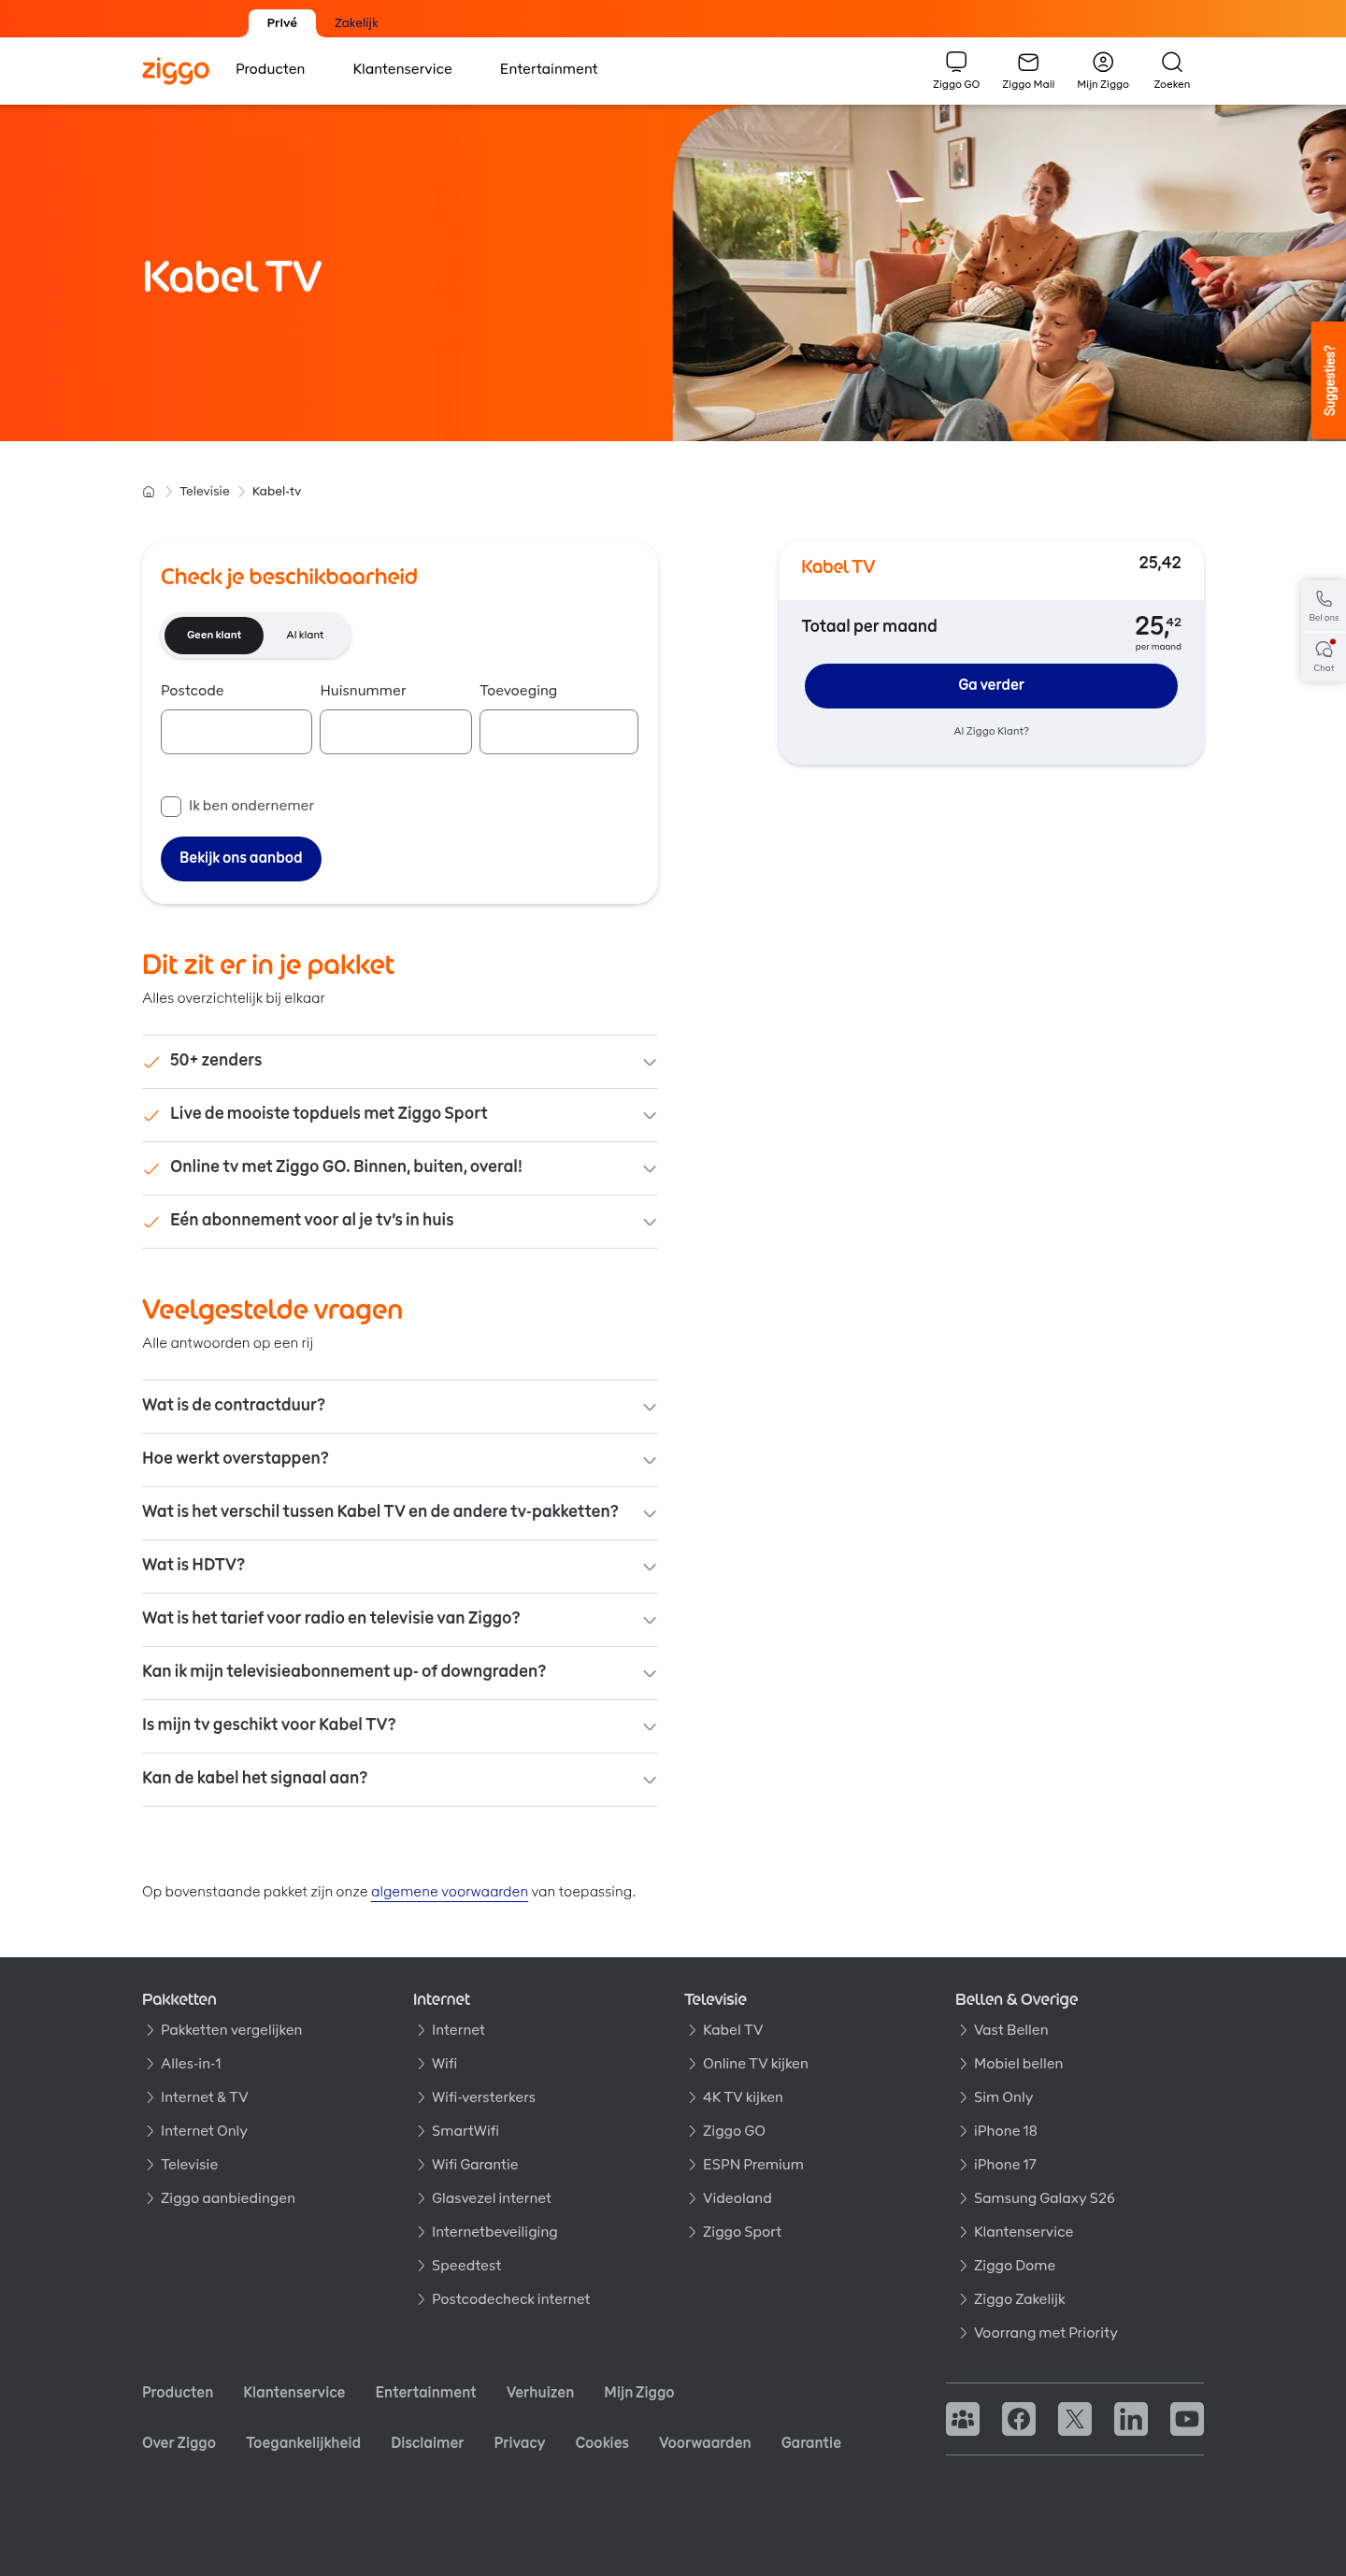 Privé
Zakelijk
ziggo
Producten
Klantenservice
Entertainment
Ziggo GO
Ziggo Mail
Mijn Ziggo
Zoeken
Kabel TV
Suggesties?
Televisie
Kabel-tv
Check je beschikbaarheid
Geen klant
Al klant
Postcode
Huisnummer
Toevoeging
Ik ben ondernemer
Bekijk ons aanbod
Kabel TV
25,42
Totaal per maand
25,42
per maand
Ga verder
Al Ziggo Klant?
Bel ons
Chat
Dit zit er in je pakket
Alles overzichtelijk bij elkaar
50+ zenders
Live de mooiste topduels met Ziggo Sport
Online tv met Ziggo GO. Binnen, buiten, overal!
Eén abonnement voor al je tv's in huis
Veelgestelde vragen
Alle antwoorden op een rij
Wat is de contractduur?
Hoe werkt overstappen?
Wat is het verschil tussen Kabel TV en de andere tv-pakketten?
Wat is HDTV?
Wat is het tarief voor radio en televisie van Ziggo?
Kan ik mijn televisieabonnement up- of downgraden?
Is mijn tv geschikt voor Kabel TV?
Kan de kabel het signaal aan?
Op bovenstaande pakket zijn onze algemene voorwaarden van toepassing.
Pakketten
Pakketten vergelijken
Alles-in-1
Internet & TV
Internet Only
Televisie
Ziggo aanbiedingen
Internet
Internet
Wifi
Wifi-versterkers
SmartWifi
Wifi Garantie
Glasvezel internet
Internetbeveiliging
Speedtest
Postcodecheck internet
Televisie
Kabel TV
Online TV kijken
4K TV kijken
Ziggo GO
ESPN Premium
Videoland
Ziggo Sport
Bellen & Overige
Vast Bellen
Mobiel bellen
Sim Only
iPhone 18
iPhone 17
Samsung Galaxy S26
Klantenservice
Ziggo Dome
Ziggo Zakelijk
Voorrang met Priority
Producten
Klantenservice
Entertainment
Verhuizen
Mijn Ziggo
Over Ziggo
Toegankelijkheid
Disclaimer
Privacy
Cookies
Voorwaarden
Garantie